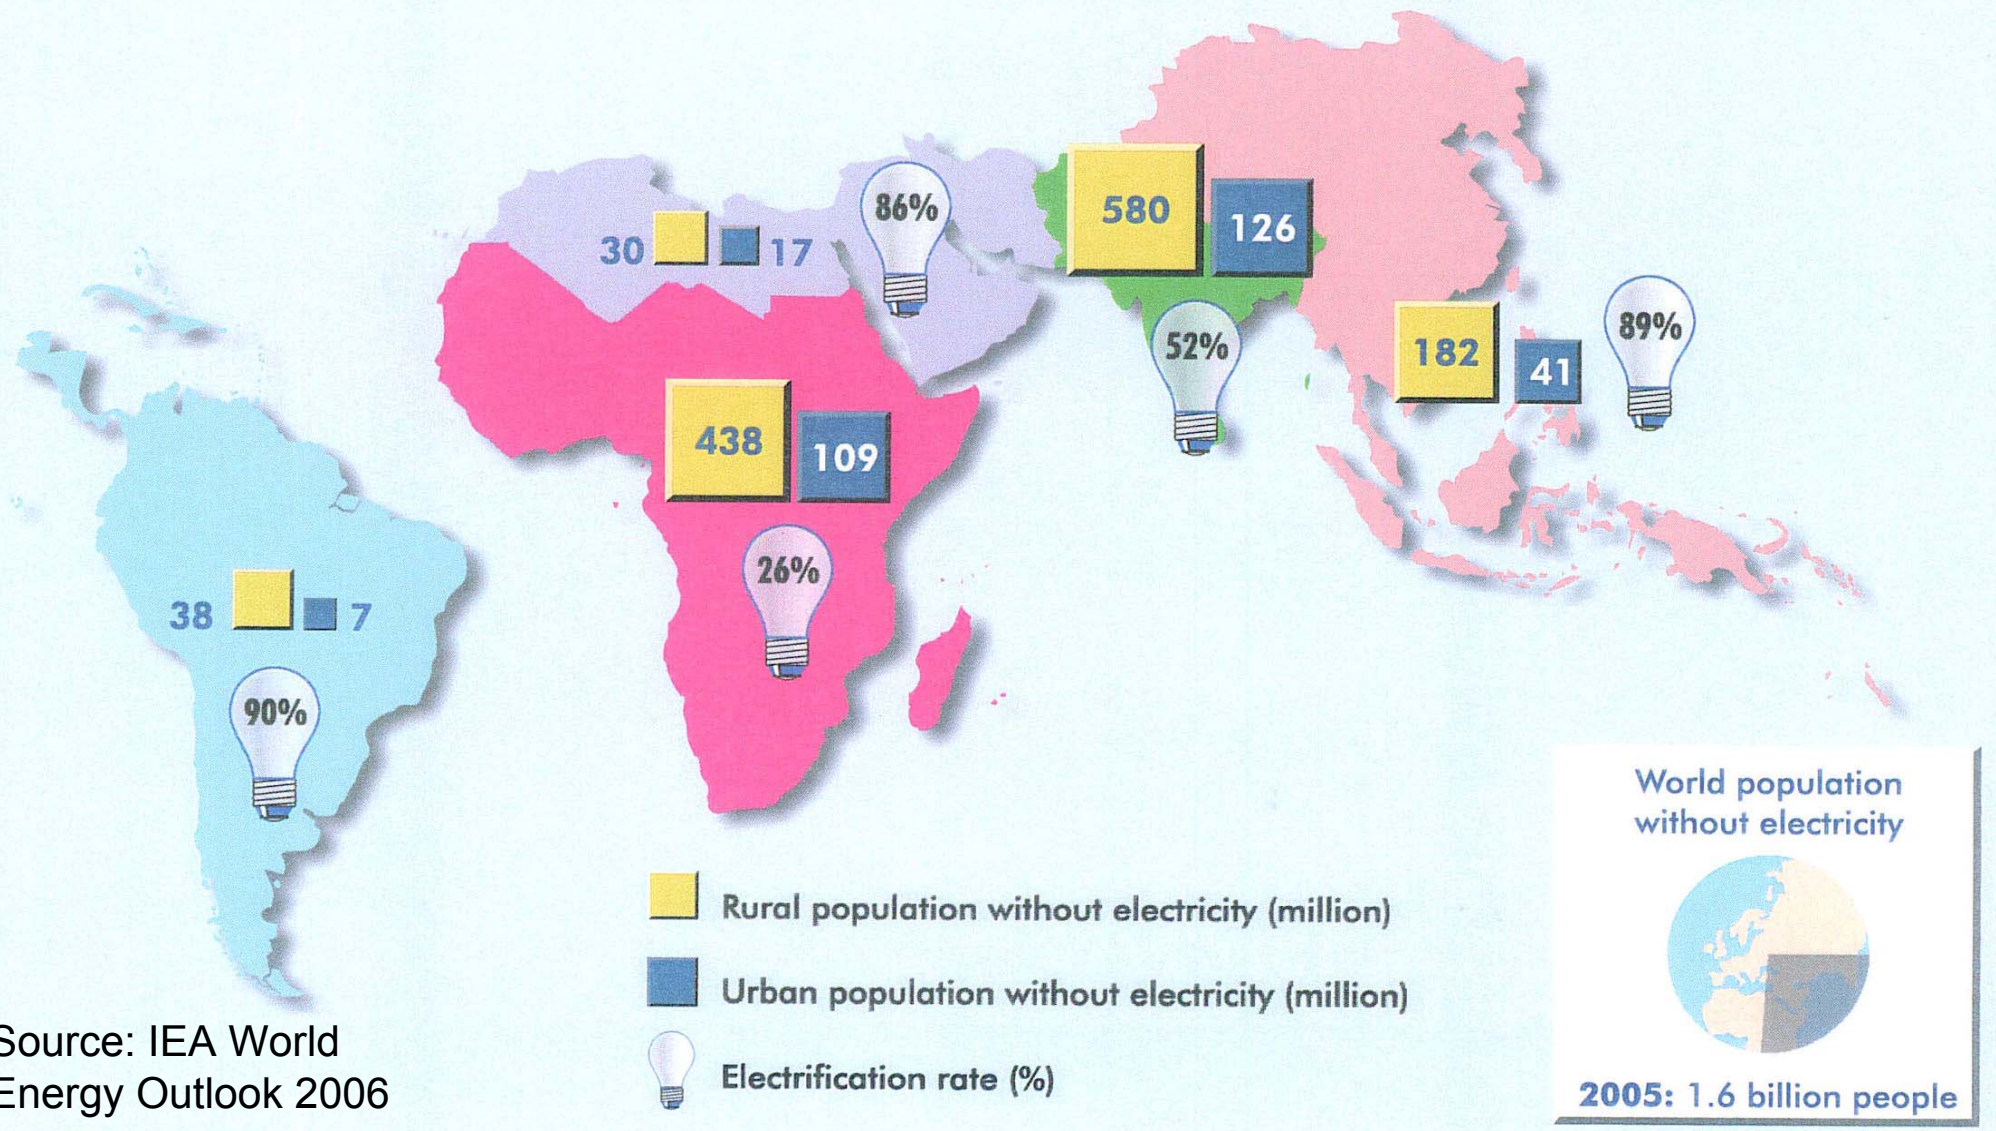 86%
580
126
30
17
52%
182
41
89%
438
109
26%
38
7
90%
Rural population without electricity (million)
Urban population without electricity (million)
Electrification rate (%)
World population
without electricity
2005: 1.6 billion people
Source: IEA World
Energy Outlook 2006